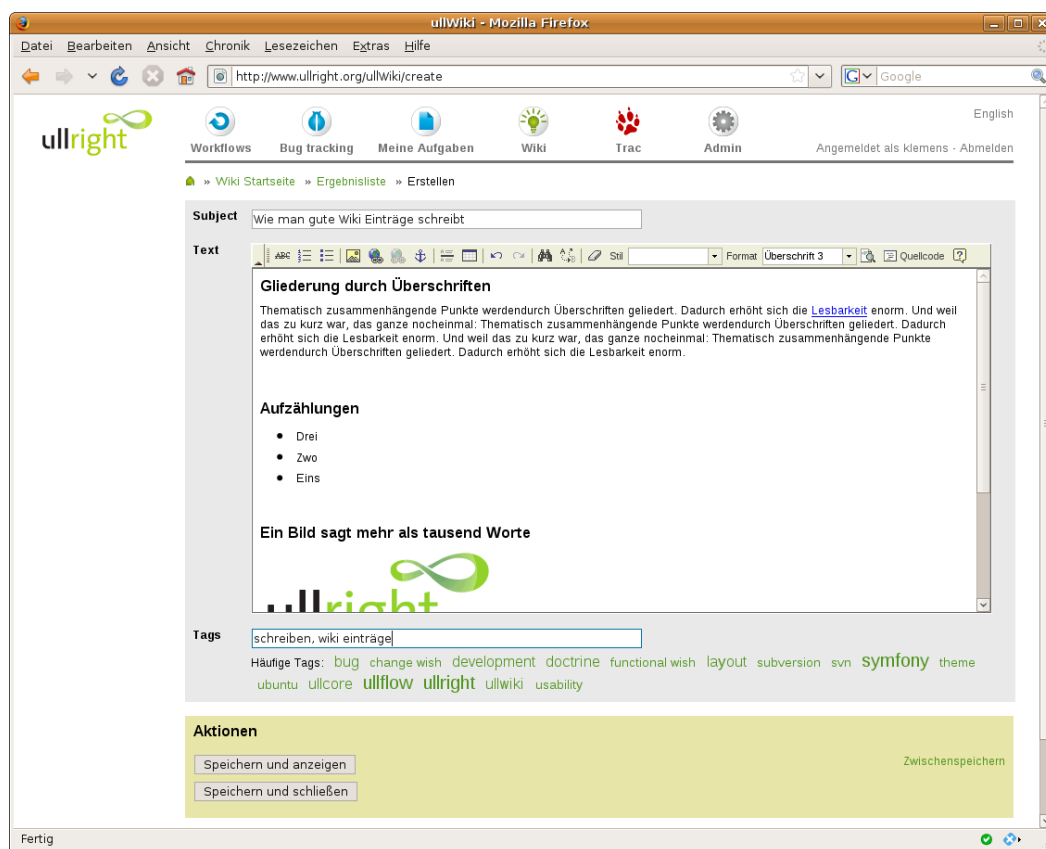 ullWiki - Mozilla Firefox
Datei Bearbeiten Ansicht Chronik Lesezeichen Extras Hilfe
http://www.ullright.org/ullWiki/create
G Google
ullright
English
Workflows Bug tracking Meine Aufgaben Wiki Trac Admin
Angemeldet als klemens · Abmelden
» Wiki Startseite » Ergebnisliste » Erstellen
Subject Wie man gute Wiki Einträge schreibt
Text
ABC Stil Format Überschrift 3 Quellcode
Gliederung durch Überschriften
Thematisch zusammenhängende Punkte werdendurch Überschriften geliedert. Dadurch erhöht sich die Lesbarkeit enorm. Und weil
das zu kurz war, das ganze nocheinmal: Thematisch zusammenhängende Punkte werdendurch Überschriften geliedert. Dadurch
erhöht sich die Lesbarkeit enorm. Und weil das zu kurz war, das ganze nocheinmal: Thematisch zusammenhängende Punkte
werdendurch Überschriften geliedert. Dadurch erhöht sich die Lesbarkeit enorm.
Aufzählungen
• Drei
• Zwo
• Eins
Ein Bild sagt mehr als tausend Worte
ullright
Tags schreiben, wiki einträge
Häufige Tags: bug change wish development doctrine functional wish layout subversion svn symfony theme
ubuntu ullcore ullflow ullright ullwiki usability
Aktionen
Speichern und anzeigen
Zwischenspeichern
Speichern und schließen
Fertig